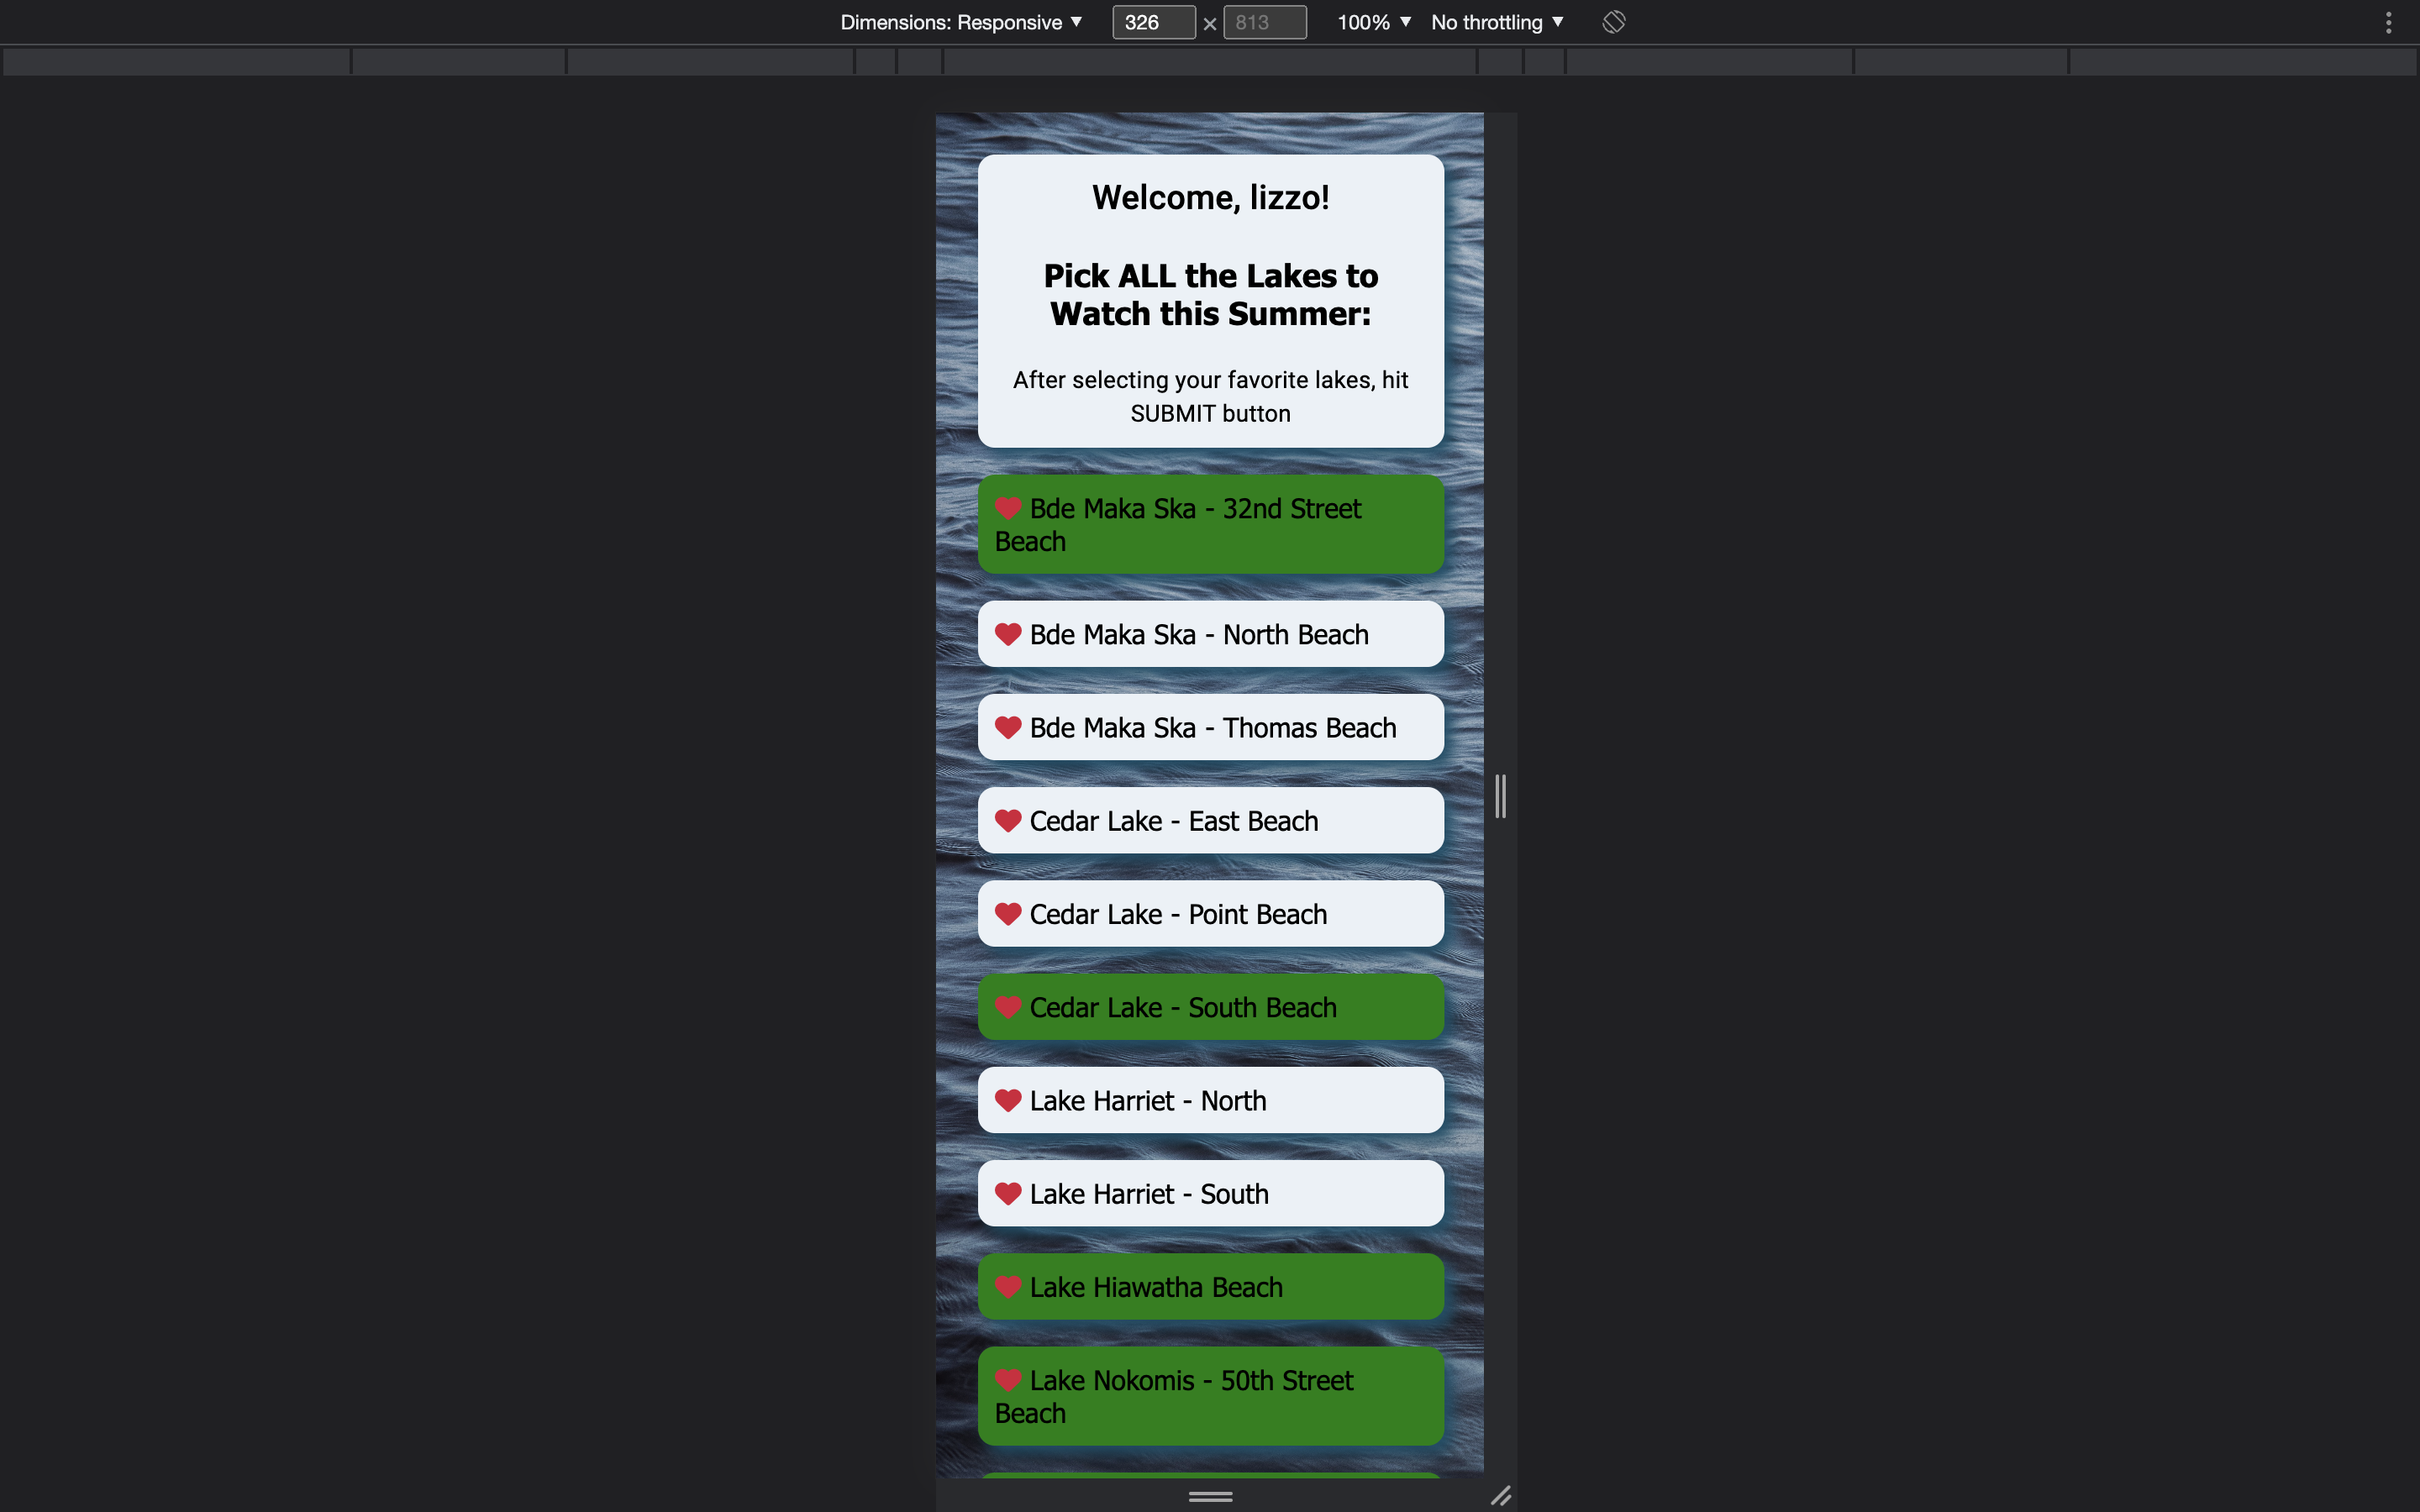 Dimensions: Responsive ▼ 326 × 813 100% ▼ No throttling ▼
Welcome, lizzo!
Pick ALL the Lakes to
Watch this Summer:
After selecting your favorite lakes, hit
SUBMIT button
Bde Maka Ska - 32nd Street
Beach
Bde Maka Ska - North Beach
Bde Maka Ska - Thomas Beach
Cedar Lake - East Beach
Cedar Lake - Point Beach
Cedar Lake - South Beach
Lake Harriet - North
Lake Harriet - South
Lake Hiawatha Beach
Lake Nokomis - 50th Street
Beach